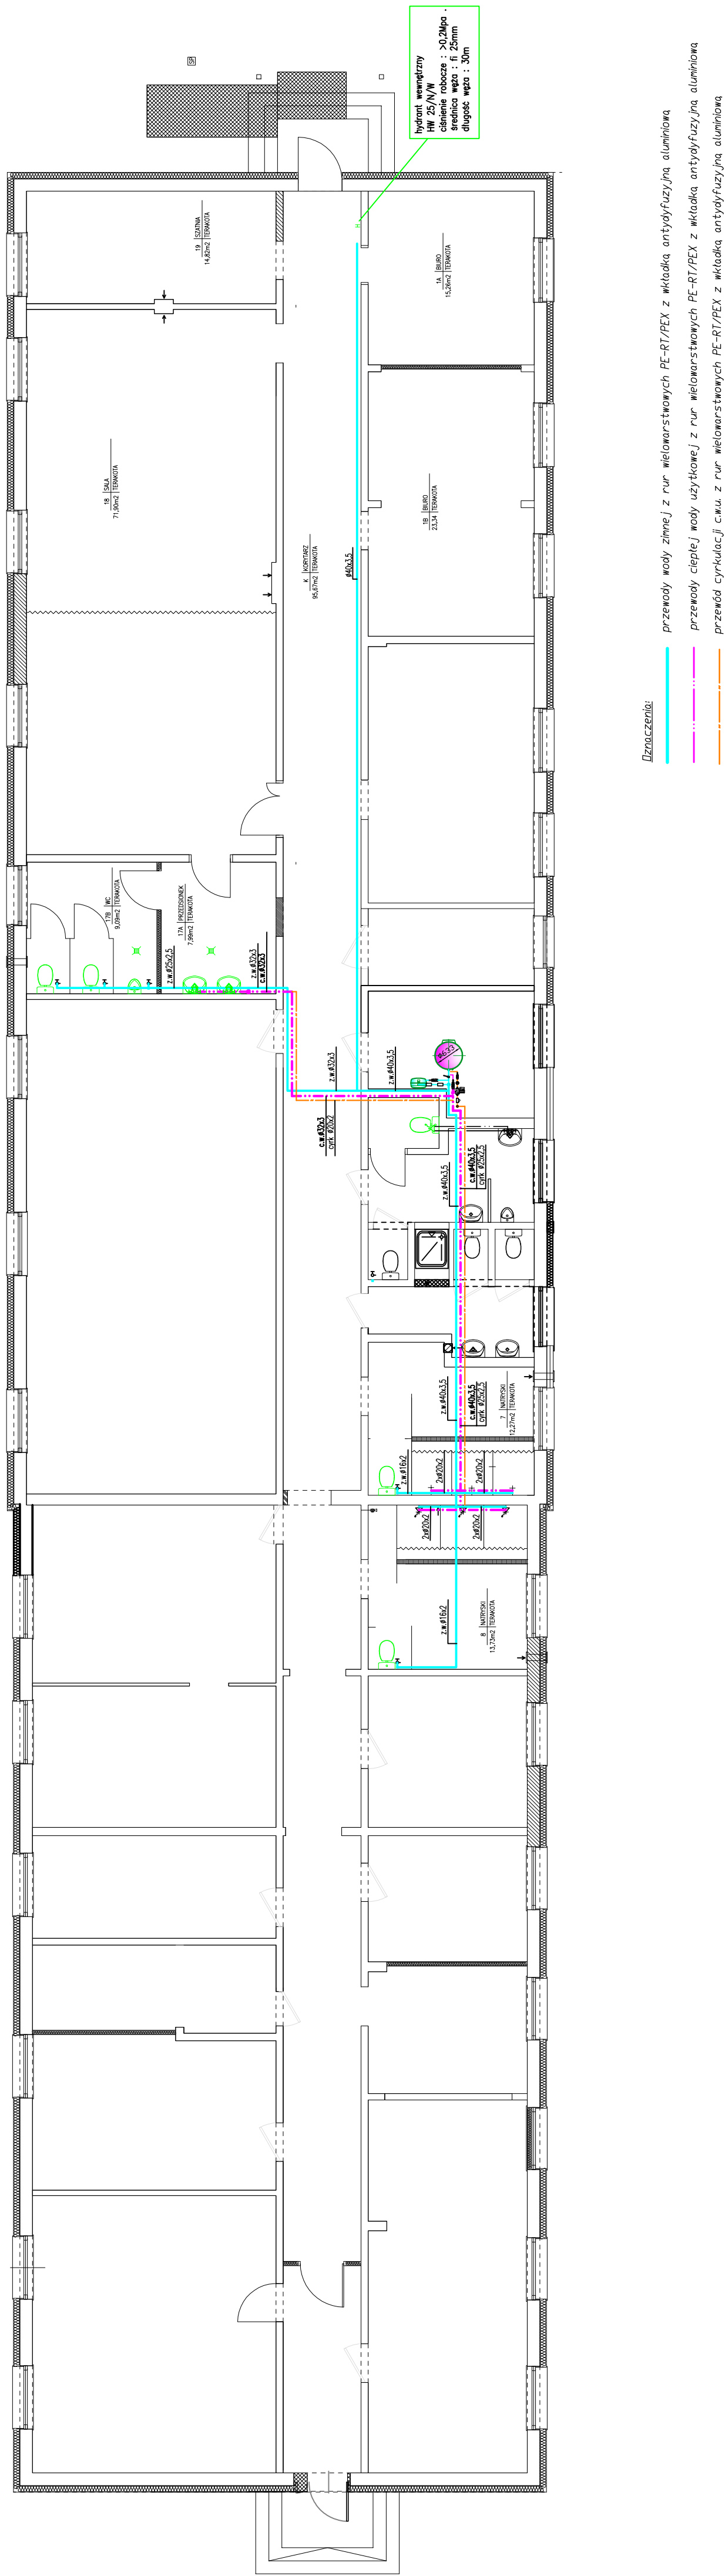 hydrant wewnętrzny
HW 25/N/W
ciśnienie robocze : >0,2Mpa .
średnica węża : fi 25mm
długość węża : 30m
19 SZATNIA
14,82m2 TERAKOTA
1A BIURO
15,26m2 TERAKOTA
18 SALA
71,90m2 TERAKOTA
1B BIURO
23,34 TERAKOTA
K KORYTARZ
95,67m2 TERAKOTA
ø40x3,5
17B WC
9,09m2 TERAKOTA
17A PRZEDSIONEK
7,99m2 TERAKOTA
z.w.ø25x2,5
z.w.ø32x3
c.w.ø32x3
z.w.ø32x3
z.w.ø40x3,5
c.w.ø32x3
cyrk ø20x2
z.w.ø40x3,5
c.w.ø40x3,5
cyrk ø25x2,5
z.w.ø40x3,5
c.w.ø40x3,5
cyrk ø25x2,5
7 NATRYSKI
12,27m2 TERAKOTA
z.w.ø16x2
2xø20x2
2xø20x2
2xø20x2
2xø20x2
z.w.ø16x2
8 NATRYSKI
13,73m2 TERAKOTA
Oznaczenia:
przewody wody zimnej z rur wielowarstwowych PE-RT/PEX z wkładką antydyfuzyjną aluminiową
przewody ciepłej wody użytkowej z rur wielowarstwowych PE-RT/PEX z wkładką antydyfuzyjną aluminiową
przewód cyrkulacji c.w.u. z rur wielowarstwowych PE-RT/PEX z wkładką antydyfuzyjną aluminiową